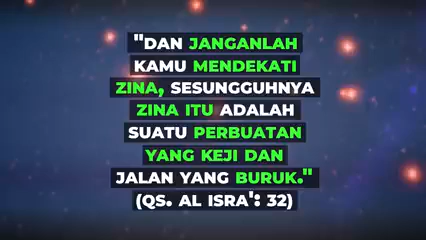 "DAN JANGANLAH
KAMU MENDEKATI
ZINA, SESUNGGUHNYA
ZINA ITU ADALAH
SUATU PERBUATAN
YANG KEJI DAN
JALAN YANG BURUK."
(QS. AL ISRA': 32)